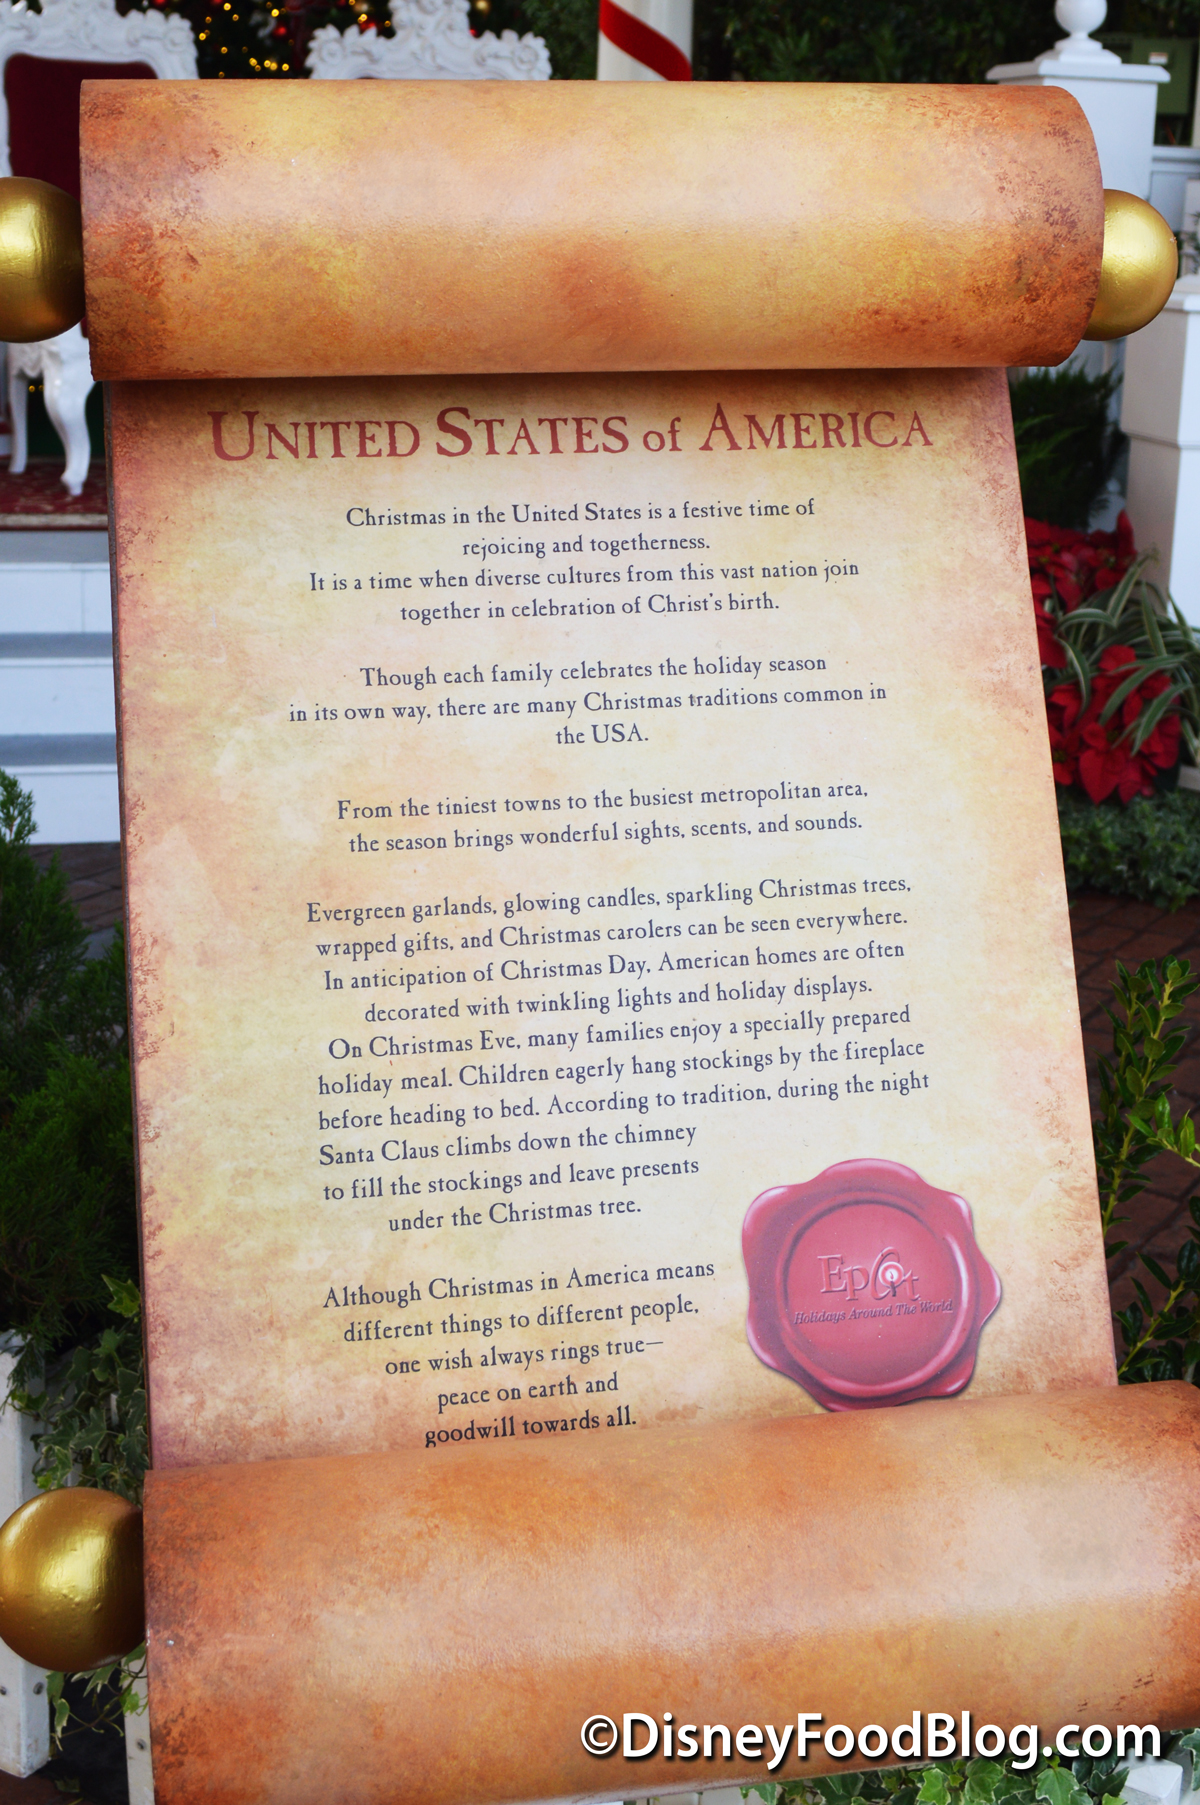 UNITED STATES of AMERICA
Christmas in the United States is a festive time of
rejoicing and togetherness.
It is a time when diverse cultures from this vast nation join
together in celebration of Christ's birth.
Though each family celebrates the holiday season
in its own way, there are many Christmas traditions common in
the USA.
From the tiniest towns to the busiest metropolitan area,
the season brings wonderful sights, scents, and sounds.
Evergreen garlands, glowing candles, sparkling Christmas trees,
wrapped gifts, and Christmas carolers can be seen everywhere.
In anticipation of Christmas Day, American homes are often
decorated with twinkling lights and holiday displays.
On Christmas Eve, many families enjoy a specially prepared
holiday meal. Children eagerly hang stockings by the fireplace
before heading to bed. According to tradition, during the night
Santa Claus climbs down the chimney
to fill the stockings and leave presents
under the Christmas tree.
Although Christmas in America means
different things to different people,
one wish always rings true—
peace on earth and
goodwill towards all.
Epcot
Holidays Around The World
©DisneyFoodBlog.com